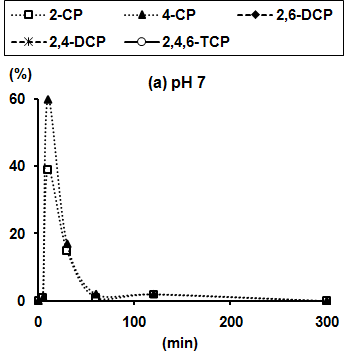 2-CP 4-CP 2,6-DCP
2,4-DCP 2,4,6-TCP
(%) (a) pH 7
60
40
20
0
0 100 200 300
(min)